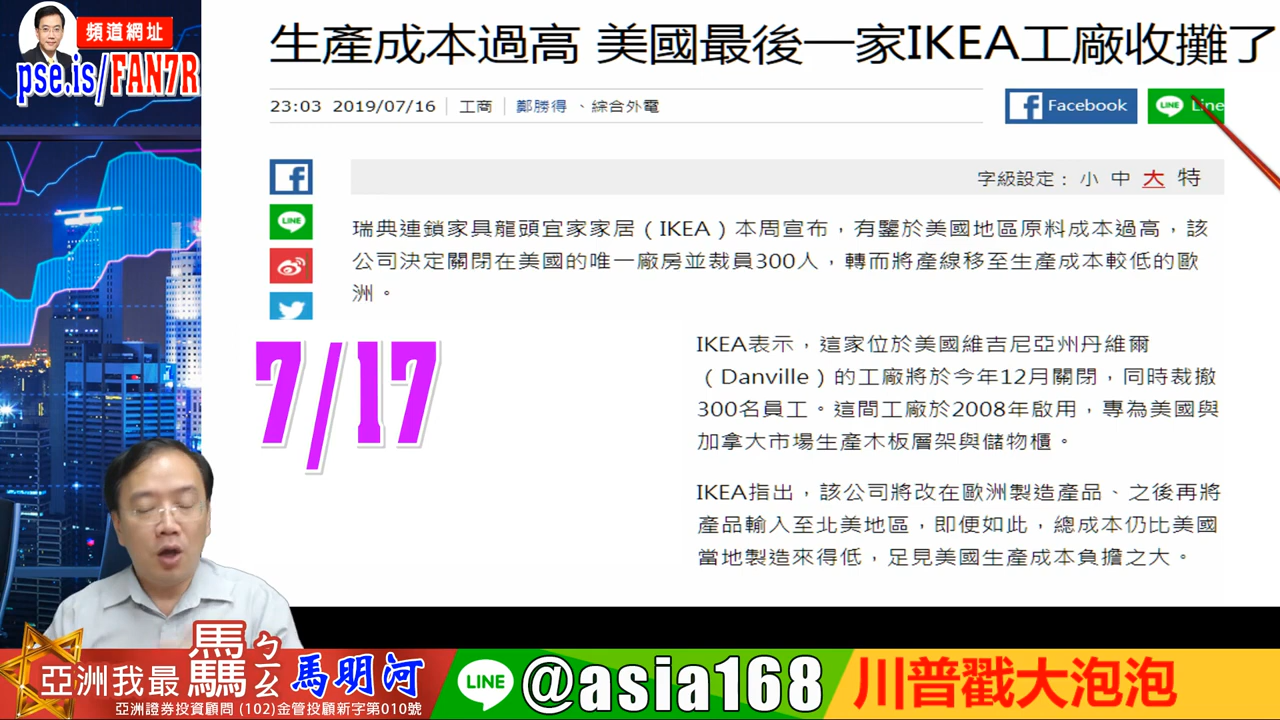 頻道網址
pse.is/FAN7R
生產成本過高 美國最後一家IKEA工廠收攤了
23:03 2019/07/16 | 工商 | 鄭勝得 、綜合外電
Facebook
LINE Line
字級設定： 小 中 大 特
LINE
瑞典連鎖家具龍頭宜家家居（IKEA）本周宣布，有鑒於美國地區原料成本過高，該
公司決定關閉在美國的唯一廠房並裁員300人，轉而將產線移至生產成本較低的歐
洲。
7/17
IKEA表示，這家位於美國維吉尼亞州丹維爾
（Danville）的工廠將於今年12月關閉，同時裁撤
300名員工。這間工廠於2008年啟用，專為美國與
加拿大市場生產木板層架與儲物櫃。
IKEA指出，該公司將改在歐洲製造產品、之後再將
產品輸入至北美地區，即便如此，總成本仍比美國
當地製造來得低，足見美國生產成本負擔之大。
亞洲我最驫ㄅㄧㄠ馬明河
亞洲證券投資顧問 (102)金管投顧新字第010號
LINE @asia168
川普戳大泡泡